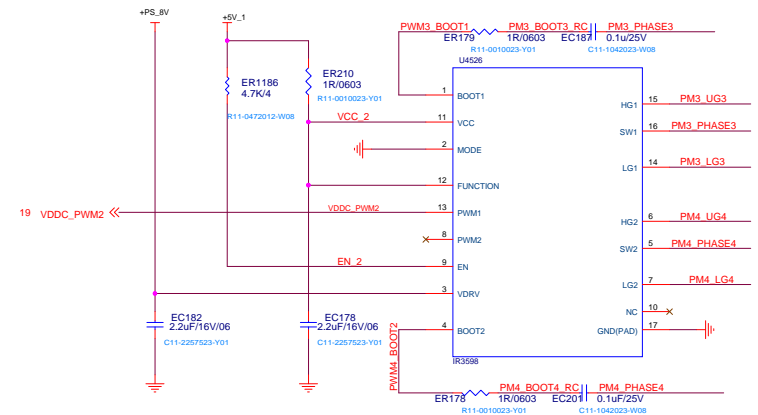 +PS_8V
+5V_1
PWM3_BOOT1
PM3_BOOT3_RC
PM3_PHASE3
ER179
1R/0603
EC187
0.1u/25V
R11-0010023-Y01
C11-1042023-W08
U4526
ER1186
4.7K/4
R11-0472012-W08
ER210
1R/0603
R11-0010023-Y01
1 BOOT1
VCC_2
11 VCC
2 MODE
12 FUNCTION
19 VDDC_PWM2
VDDC_PWM2
13 PWM1
8 PWM2
EN_2
9 EN
3 VDRV
4 BOOT2
HG1 15 PM3_UG3
SW1 16 PM3_PHASE3
LG1 14 PM3_LG3
HG2 6 PM4_UG4
SW2 5 PM4_PHASE4
LG2 7 PM4_LG4
NC 10
GND(PAD) 17
EC182
2.2uF/16V/06
C11-2257523-Y01
EC178
2.2uF/16V/06
C11-2257523-Y01
PWM4_BOOT2
IR3598
PM4_BOOT4_RC
PM4_PHASE4
ER178
1R/0603
EC201
0.1uF/25V
R11-0010023-Y01
C11-1042023-W08